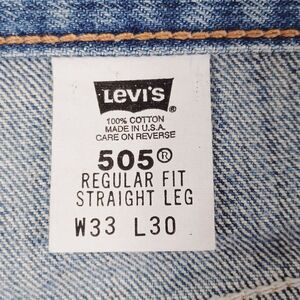 LEVI'S ®
100% COTTON
MADE IN U.S.A.
CARE ON REVERSE
505®
REGULAR FIT
STRAIGHT LEG
W33 L30